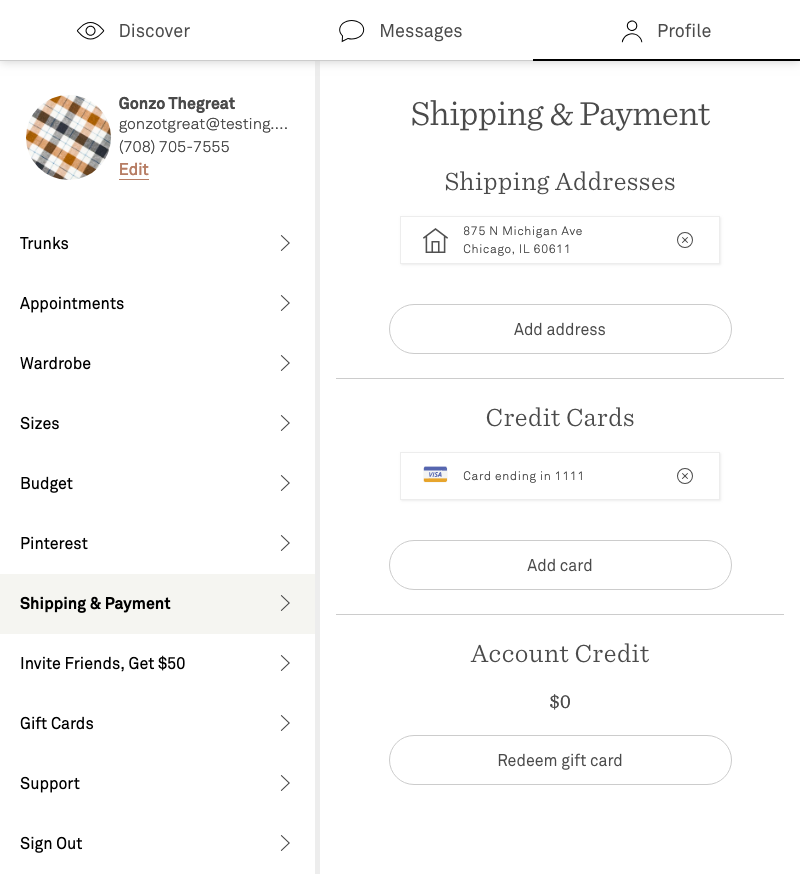 Discover
Messages
Profile
Gonzo Thegreat
gonzotgreat@testing....
(708) 705-7555
Edit
Trunks
Appointments
Wardrobe
Sizes
Budget
Pinterest
Shipping & Payment
Invite Friends, Get $50
Gift Cards
Support
Sign Out
Shipping & Payment
Shipping Addresses
875 N Michigan Ave
Chicago, IL 60611
Add address
Credit Cards
VISA
Card ending in 1111
Add card
Account Credit
$0
Redeem gift card